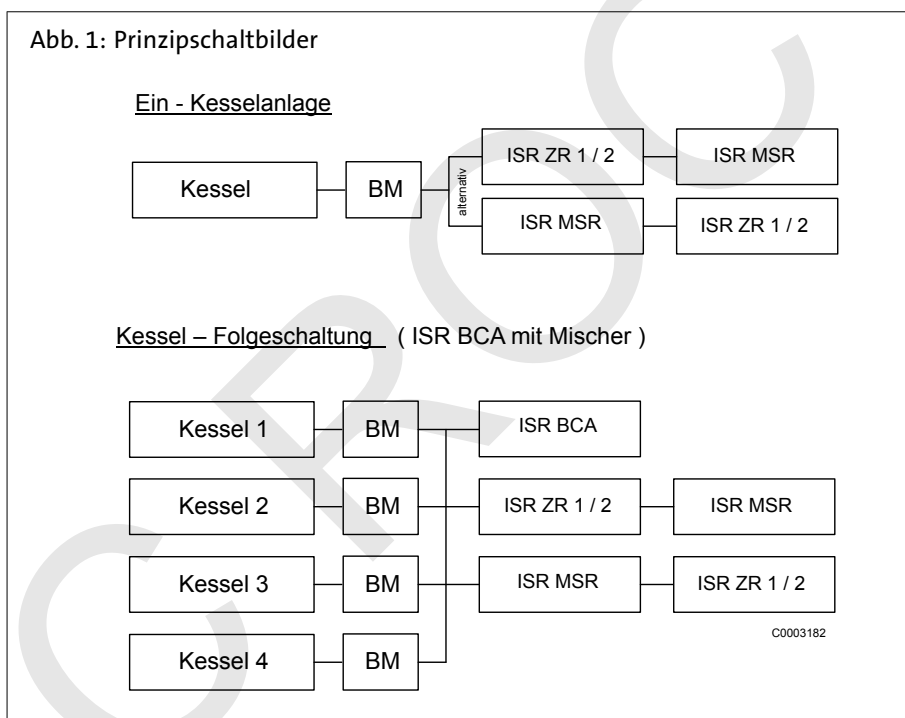 Abb. 1: Prinzipschaltbilder
Ein - Kesselanlage
Kessel
BM
alternativ
ISR ZR 1 / 2
ISR MSR
ISR MSR
ISR ZR 1 / 2
Kessel – Folgeschaltung ( ISR BCA mit Mischer )
Kessel 1
BM
ISR BCA
Kessel 2
BM
ISR ZR 1 / 2
ISR MSR
Kessel 3
BM
ISR MSR
ISR ZR 1 / 2
C0003182
Kessel 4
BM
C ROC